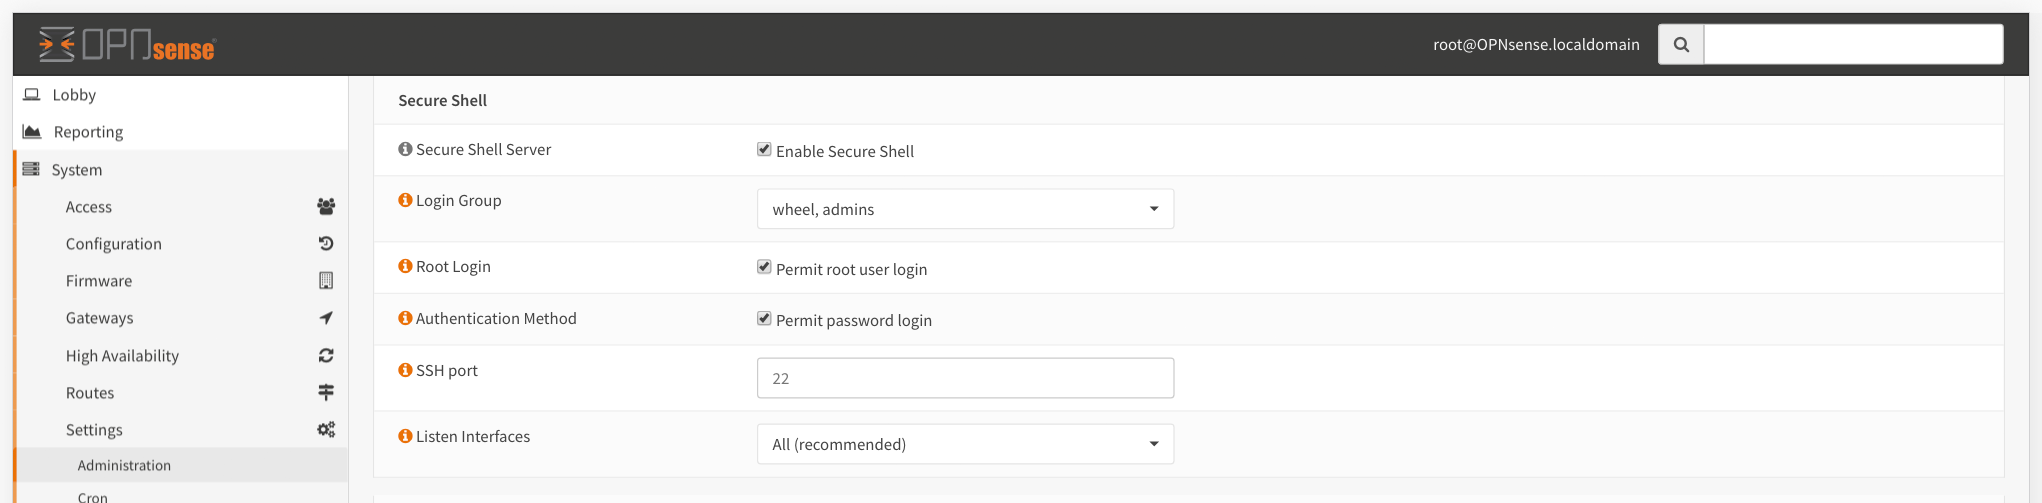 OPNsense
root@OPNsense.localdomain
Lobby
Reporting
System
Access
Configuration
Firmware
Gateways
High Availability
Routes
Settings
Administration
Cron
Secure Shell
Secure Shell Server
Enable Secure Shell
Login Group
wheel, admins
Root Login
Permit root user login
Authentication Method
Permit password login
SSH port
22
Listen Interfaces
All (recommended)